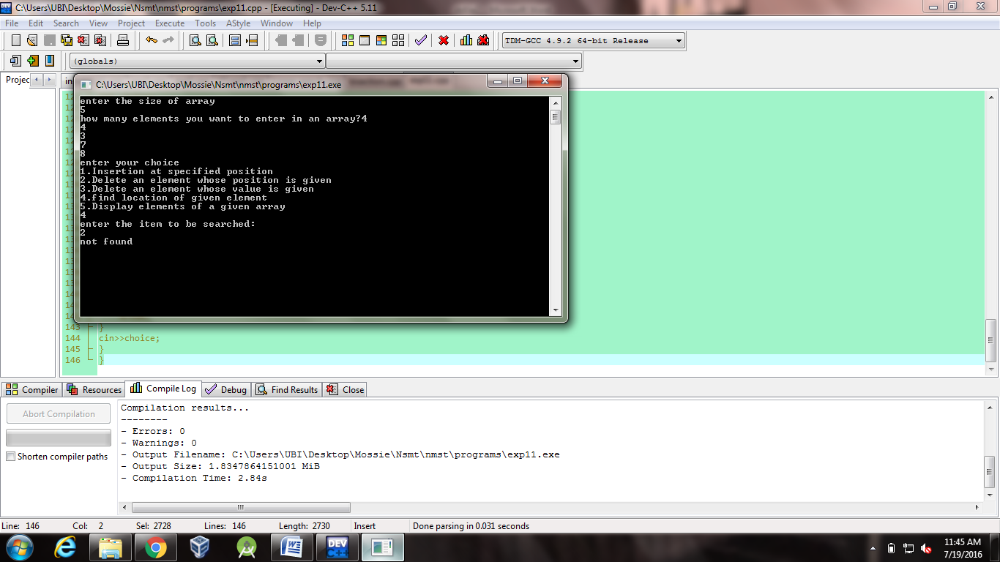 C:\Users\UBI\Desktop\Mossie\Nsmt\nmst\programs\exp11.cpp - [Executing] - Dev-C++ 5.11
File Edit Search View Project Execute Tools AStyle Window Help
TDM-GCC 4.9.2 64-bit Release
(globals)
Projec
C:\Users\UBI\Desktop\Mossie\Nsmt\nmst\programs\exp11.exe
enter the size of array
5
how many elements you want to enter in an array?4
4
3
7
8
enter your choice
1.Insertion at specified position
2.Delete an element whose position is given
3.Delete an element whose value is given
4.find location of given element
5.Display elements of a given array
4
enter the item to be searched:
2
not found
143 }
144 cin>>choice;
145 }
146 }
Compiler Resources Compile Log Debug Find Results Close
Abort Compilation
Shorten compiler paths
Compilation results...
--------
- Errors: 0
- Warnings: 0
- Output Filename: C:\Users\UBI\Desktop\Mossie\Nsmt\nmst\programs\exp11.exe
- Output Size: 1.8347864151001 MiB
- Compilation Time: 2.84s
Line: 146 Col: 2 Sel: 2728 Lines: 146 Length: 2730 Insert Done parsing in 0.031 seconds
DEV C++
11:45 AM
7/19/2016